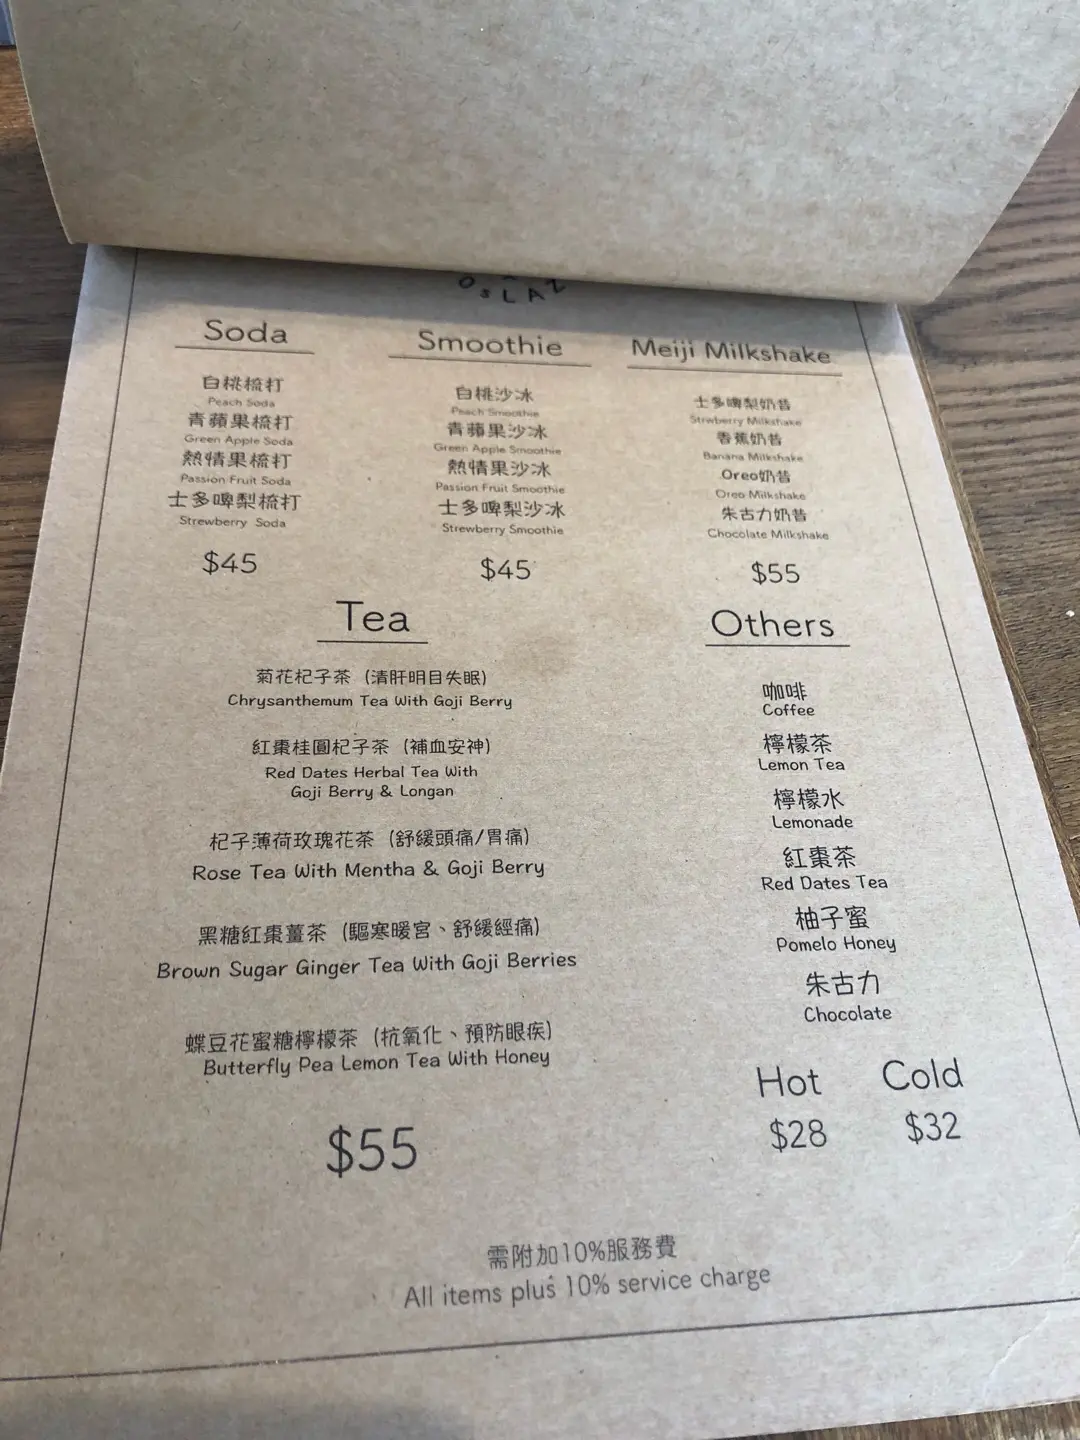 OSLAZ
Soda
白桃梳打
Peach Soda
青蘋果梳打
Green Apple Soda
熱情果梳打
Passion Fruit Soda
士多啤梨梳打
Strewberry Soda
$45
Smoothie
白桃沙冰
Peach Smoothie
青蘋果沙冰
Green Apple Smoothie
熱情果沙冰
Passion Fruit Smoothie
士多啤梨沙冰
Strewberry Smoothie
$45
Meiji Milkshake
士多啤梨奶昔
Strwberry Milkshake
香蕉奶昔
Banana Milkshake
Oreo奶昔
Oreo Milkshake
朱古力奶昔
Chocolate Milkshake
$55
Tea
菊花杞子茶 (清肝明目失眠)
Chrysanthemum Tea With Goji Berry
紅棗桂圓杞子茶 (補血安神)
Red Dates Herbal Tea With
Goji Berry & Longan
杞子薄荷玫瑰花茶 (舒緩頭痛/胃痛)
Rose Tea With Mentha & Goji Berry
黑糖紅棗薑茶 (驅寒暖宮、舒緩經痛)
Brown Sugar Ginger Tea With Goji Berries
蝶豆花蜜糖檸檬茶 (抗氧化、預防眼疾)
Butterfly Pea Lemon Tea With Honey
$55
Others
咖啡
Coffee
檸檬茶
Lemon Tea
檸檬水
Lemonade
紅棗茶
Red Dates Tea
柚子蜜
Pomelo Honey
朱古力
Chocolate
Hot Cold
$28 $32
需附加10%服務費
All items plus 10% service charge